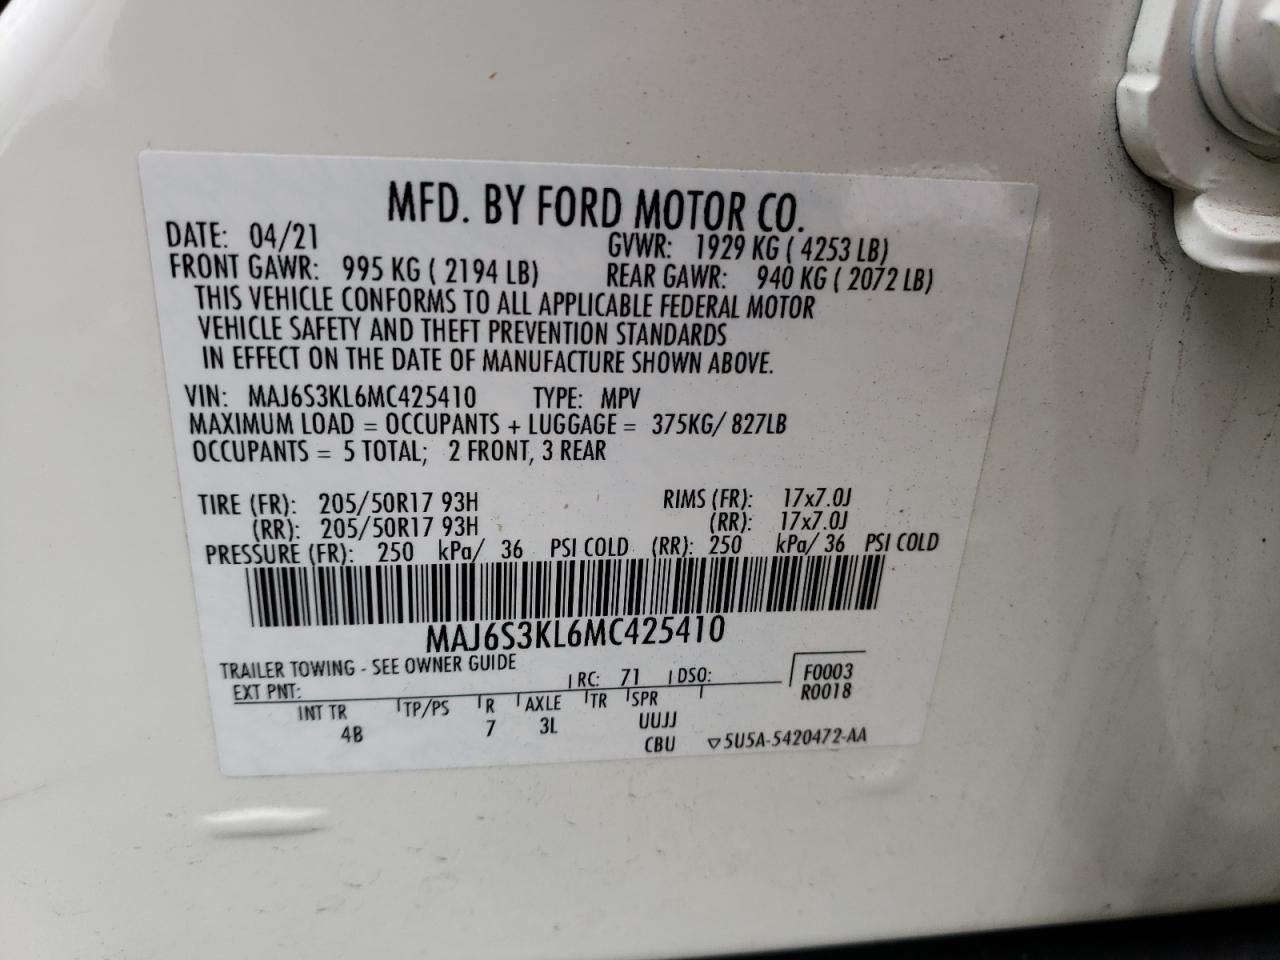 MFD. BY FORD MOTOR CO.
DATE: 04/21 GVWR: 1929 KG ( 4253 LB)
FRONT GAWR: 995 KG ( 2194 LB) REAR GAWR: 940 KG ( 2072 LB)
THIS VEHICLE CONFORMS TO ALL APPLICABLE FEDERAL MOTOR
VEHICLE SAFETY AND THEFT PREVENTION STANDARDS
IN EFFECT ON THE DATE OF MANUFACTURE SHOWN ABOVE.
VIN: MAJ6S3KL6MC425410 TYPE: MPV
MAXIMUM LOAD = OCCUPANTS + LUGGAGE = 375KG/ 827LB
OCCUPANTS = 5 TOTAL; 2 FRONT, 3 REAR
TIRE (FR): 205/50R17 93H RIMS (FR): 17x7.0J
(RR): 205/50R17 93H (RR): 17x7.0J
PRESSURE (FR): 250 kPa/ 36 PSI COLD (RR): 250 kPa/ 36 PSI COLD
MAJ6S3KL6MC425410
TRAILER TOWING - SEE OWNER GUIDE
EXT PNT: RC: 71 DSO: F0003
R0018
INT TR TP/PS R AXLE TR SPR
4B 7 3L UUJJ
CBU ▽5U5A-5420472-AA